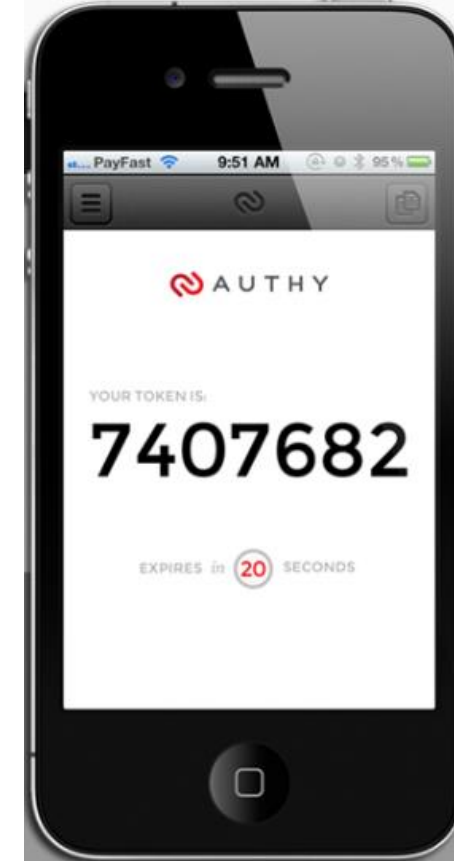 PayFast 9:51 AM 95%
AUTHY
YOUR TOKEN IS:
7407682
EXPIRES in 20 SECONDS